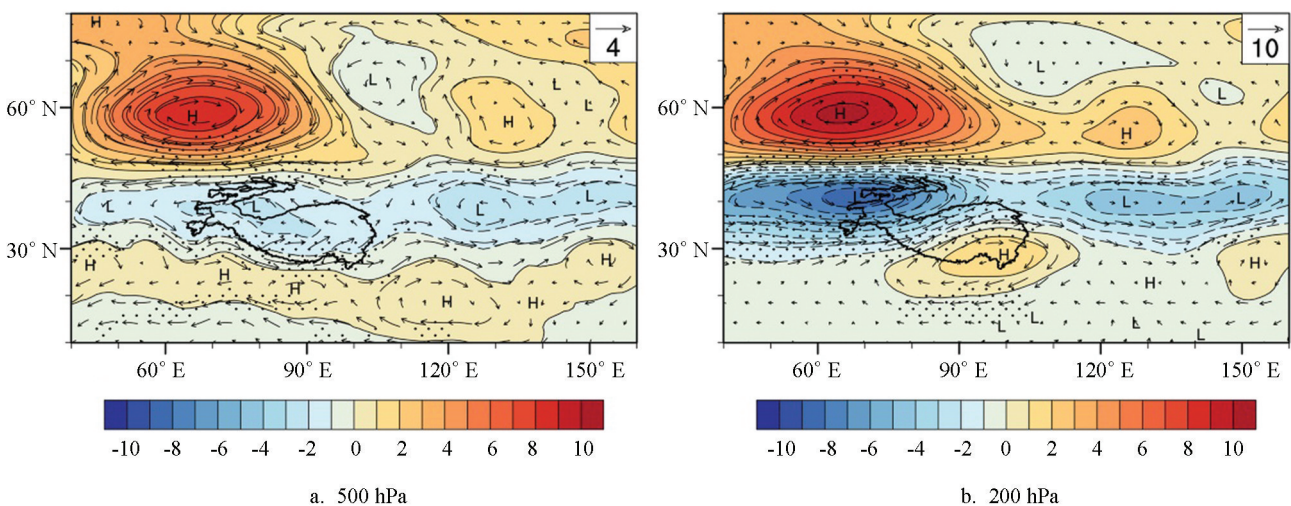 H H L H L L L L L H H H H H H 4
H L L H L L L H H H L L L L 10
60° N 60° N
30° N 30° N
60° E 90° E 120° E 150° E 60° E 90° E 120° E 150° E
-10 -8 -6 -4 -2 0 2 4 6 8 10 -10 -8 -6 -4 -2 0 2 4 6 8 10
a. 500 hPa b. 200 hPa